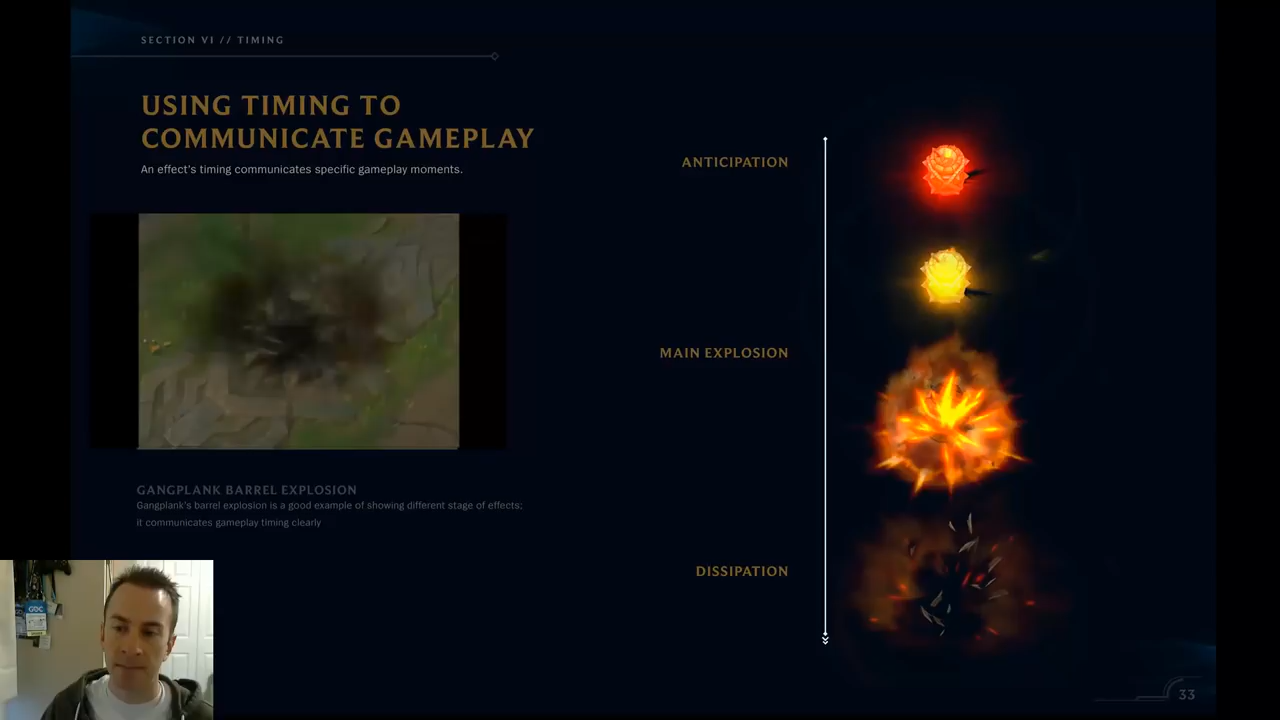 SECTION VI // TIMING
USING TIMING TO
COMMUNICATE GAMEPLAY
An effect's timing communicates specific gameplay moments.
ANTICIPATION
MAIN EXPLOSION
DISSIPATION
GANGPLANK BARREL EXPLOSION
Gangplank's barrel explosion is a good example of showing different stage of effects;
it communicates gameplay timing clearly
GDC
33